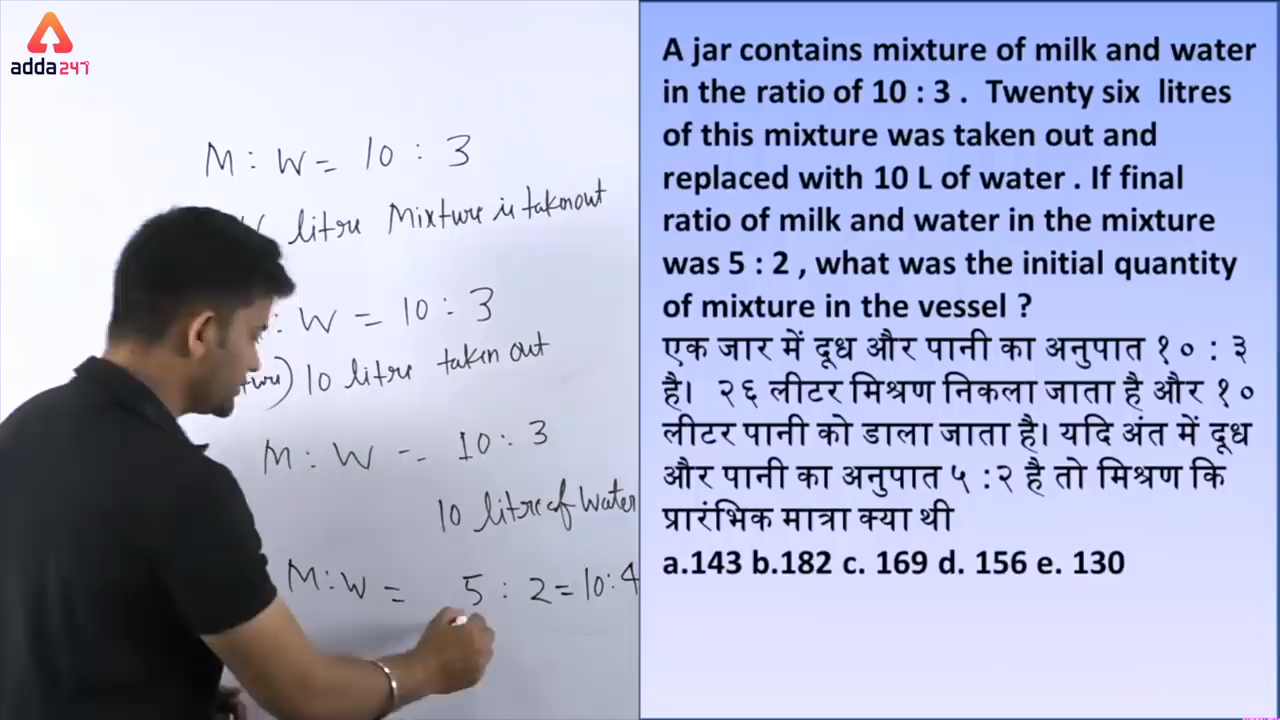 adda247
M : W = 10 : 3
litre Mixture is taken out
: W = 10 : 3
10 litre taken out
M : W = 10 : 3
10 litre of Water
M : W = 5 : 2 = 10 : 4
A jar contains mixture of milk and water
in the ratio of 10 : 3 . Twenty six litres
of this mixture was taken out and
replaced with 10 L of water . If final
ratio of milk and water in the mixture
was 5 : 2 , what was the initial quantity
of mixture in the vessel ?
एक जार में दूध और पानी का अनुपात १० : ३
है। २६ लीटर मिश्रण निकला जाता है और १०
लीटर पानी को डाला जाता है। यदि अंत में दूध
और पानी का अनुपात ५ :२ है तो मिश्रण कि
प्रारंभिक मात्रा क्या थी
a.143 b.182 c. 169 d. 156 e. 130